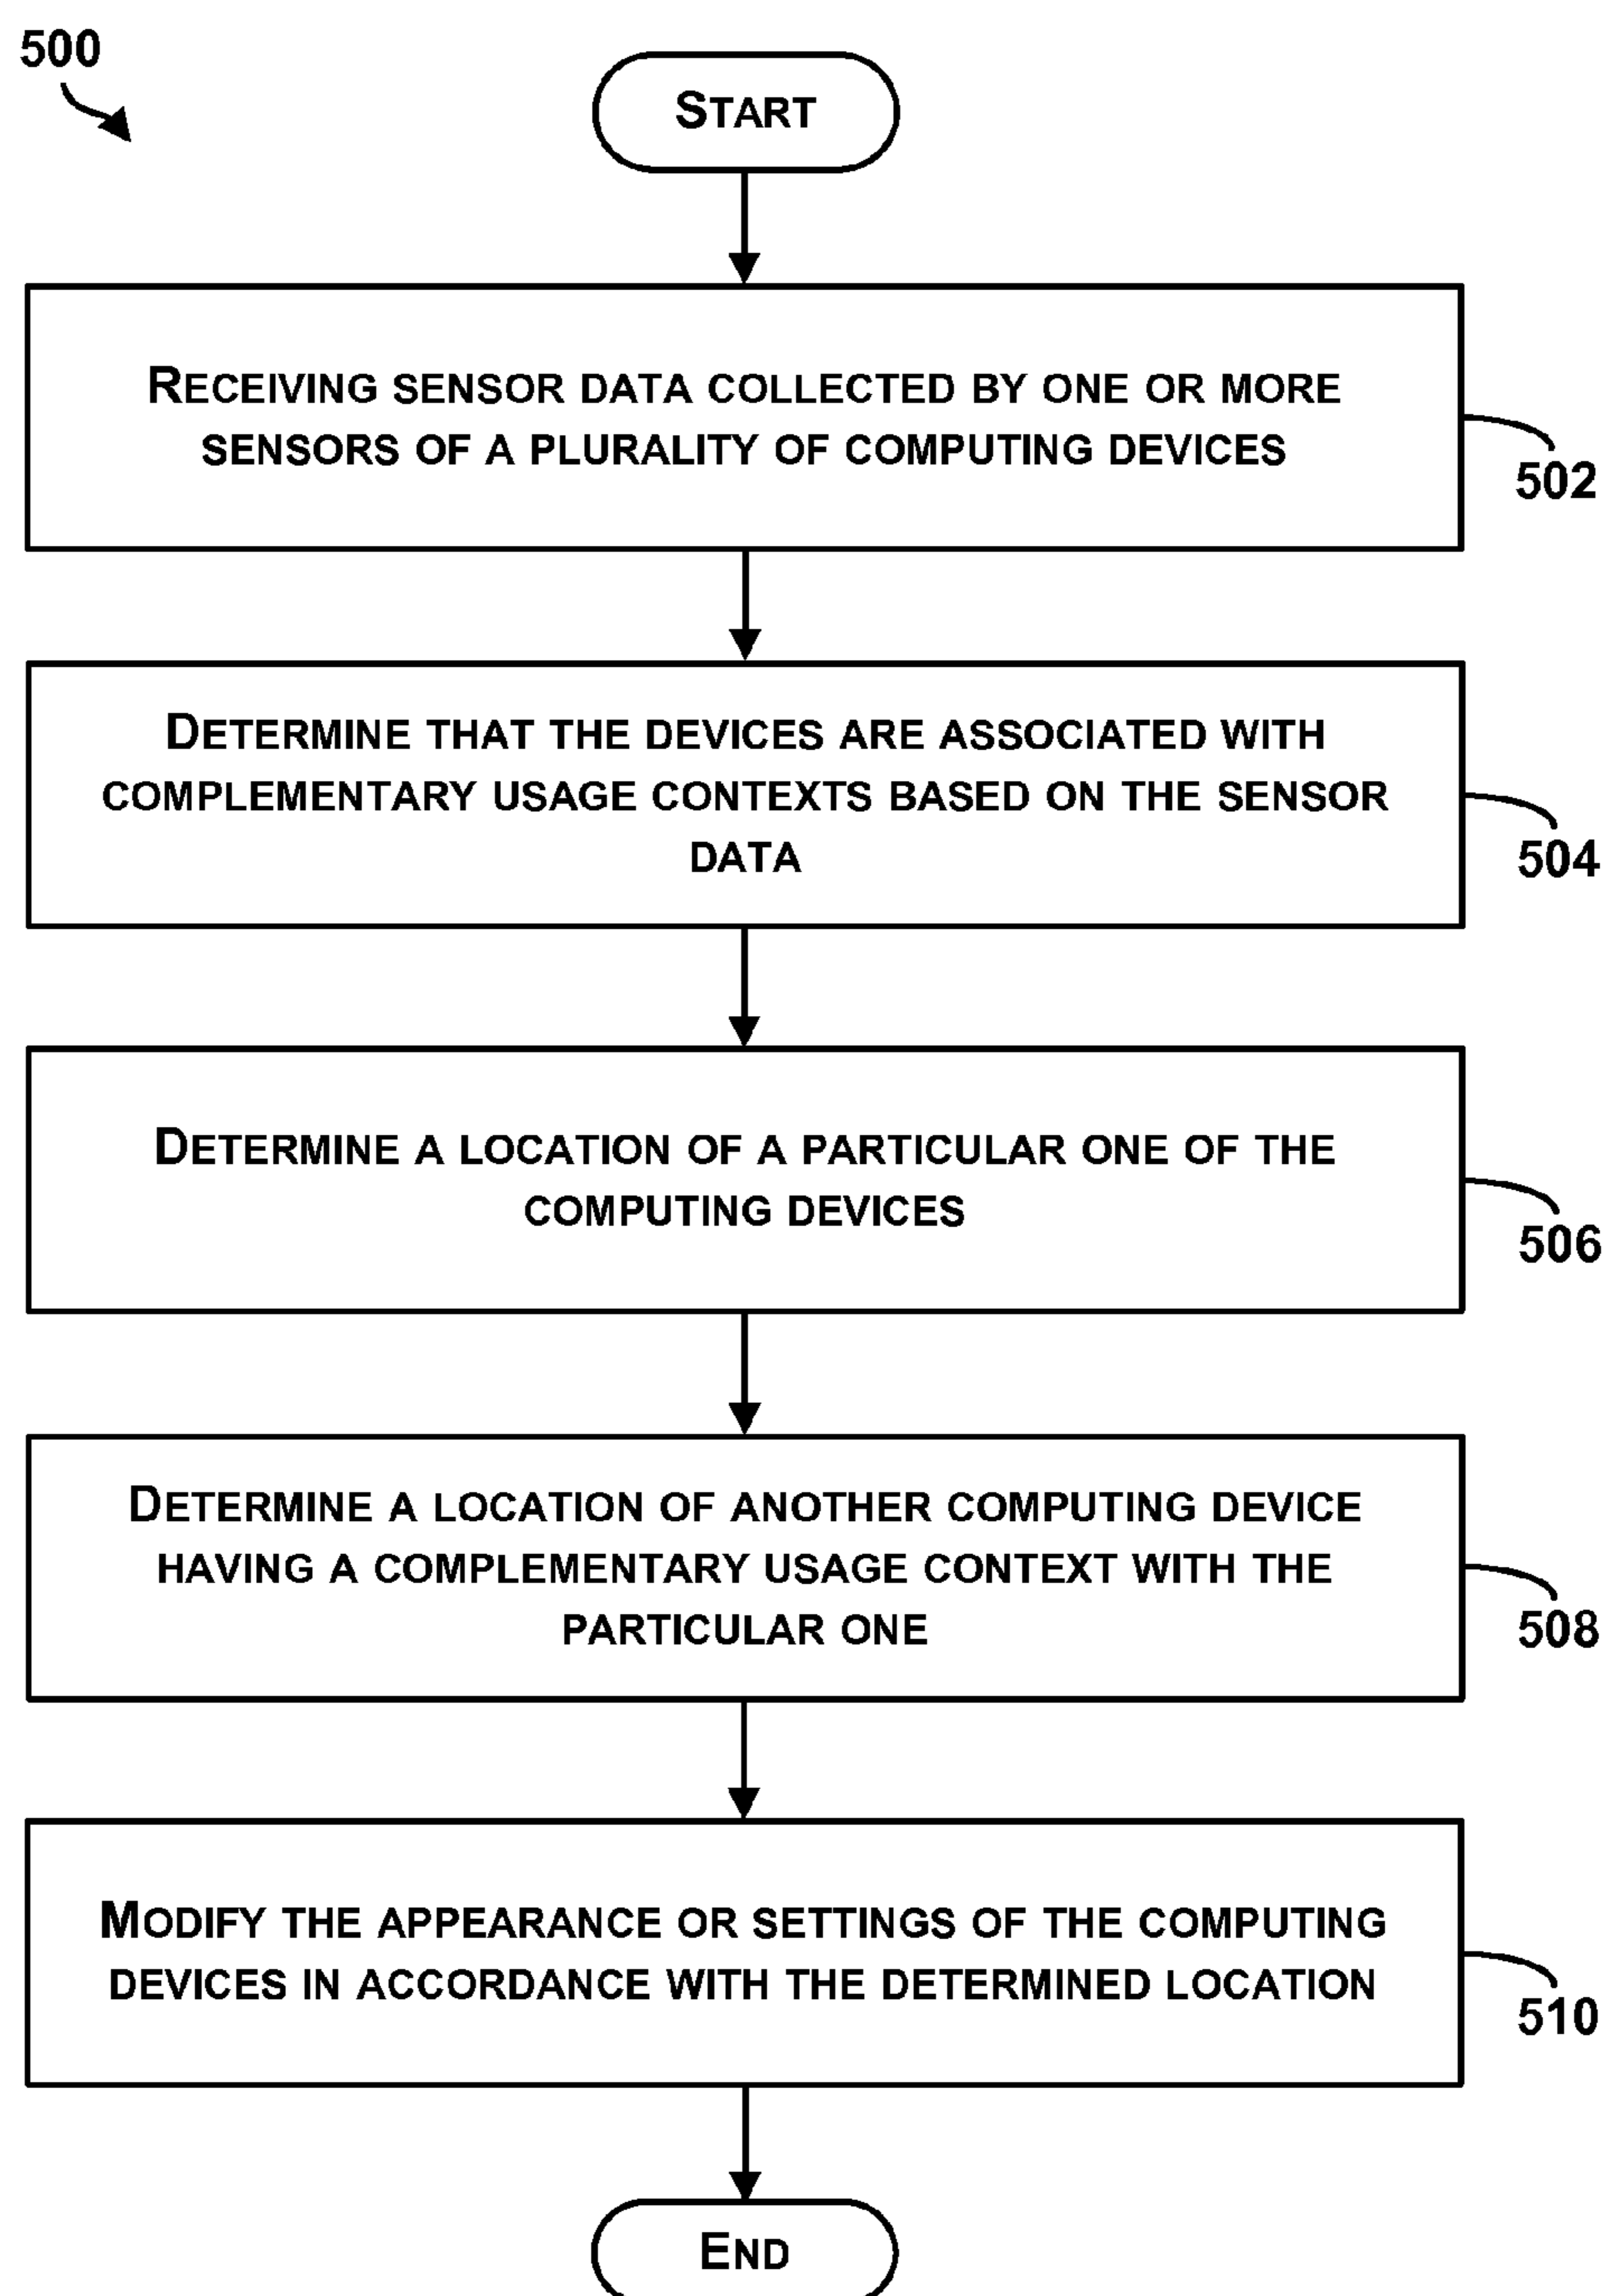 500
START
RECEIVING SENSOR DATA COLLECTED BY ONE OR MORE
SENSORS OF A PLURALITY OF COMPUTING DEVICES
502
DETERMINE THAT THE DEVICES ARE ASSOCIATED WITH
COMPLEMENTARY USAGE CONTEXTS BASED ON THE SENSOR
DATA
504
DETERMINE A LOCATION OF A PARTICULAR ONE OF THE
COMPUTING DEVICES
506
DETERMINE A LOCATION OF ANOTHER COMPUTING DEVICE
HAVING A COMPLEMENTARY USAGE CONTEXT WITH THE
PARTICULAR ONE
508
MODIFY THE APPEARANCE OR SETTINGS OF THE COMPUTING
DEVICES IN ACCORDANCE WITH THE DETERMINED LOCATION
510
END